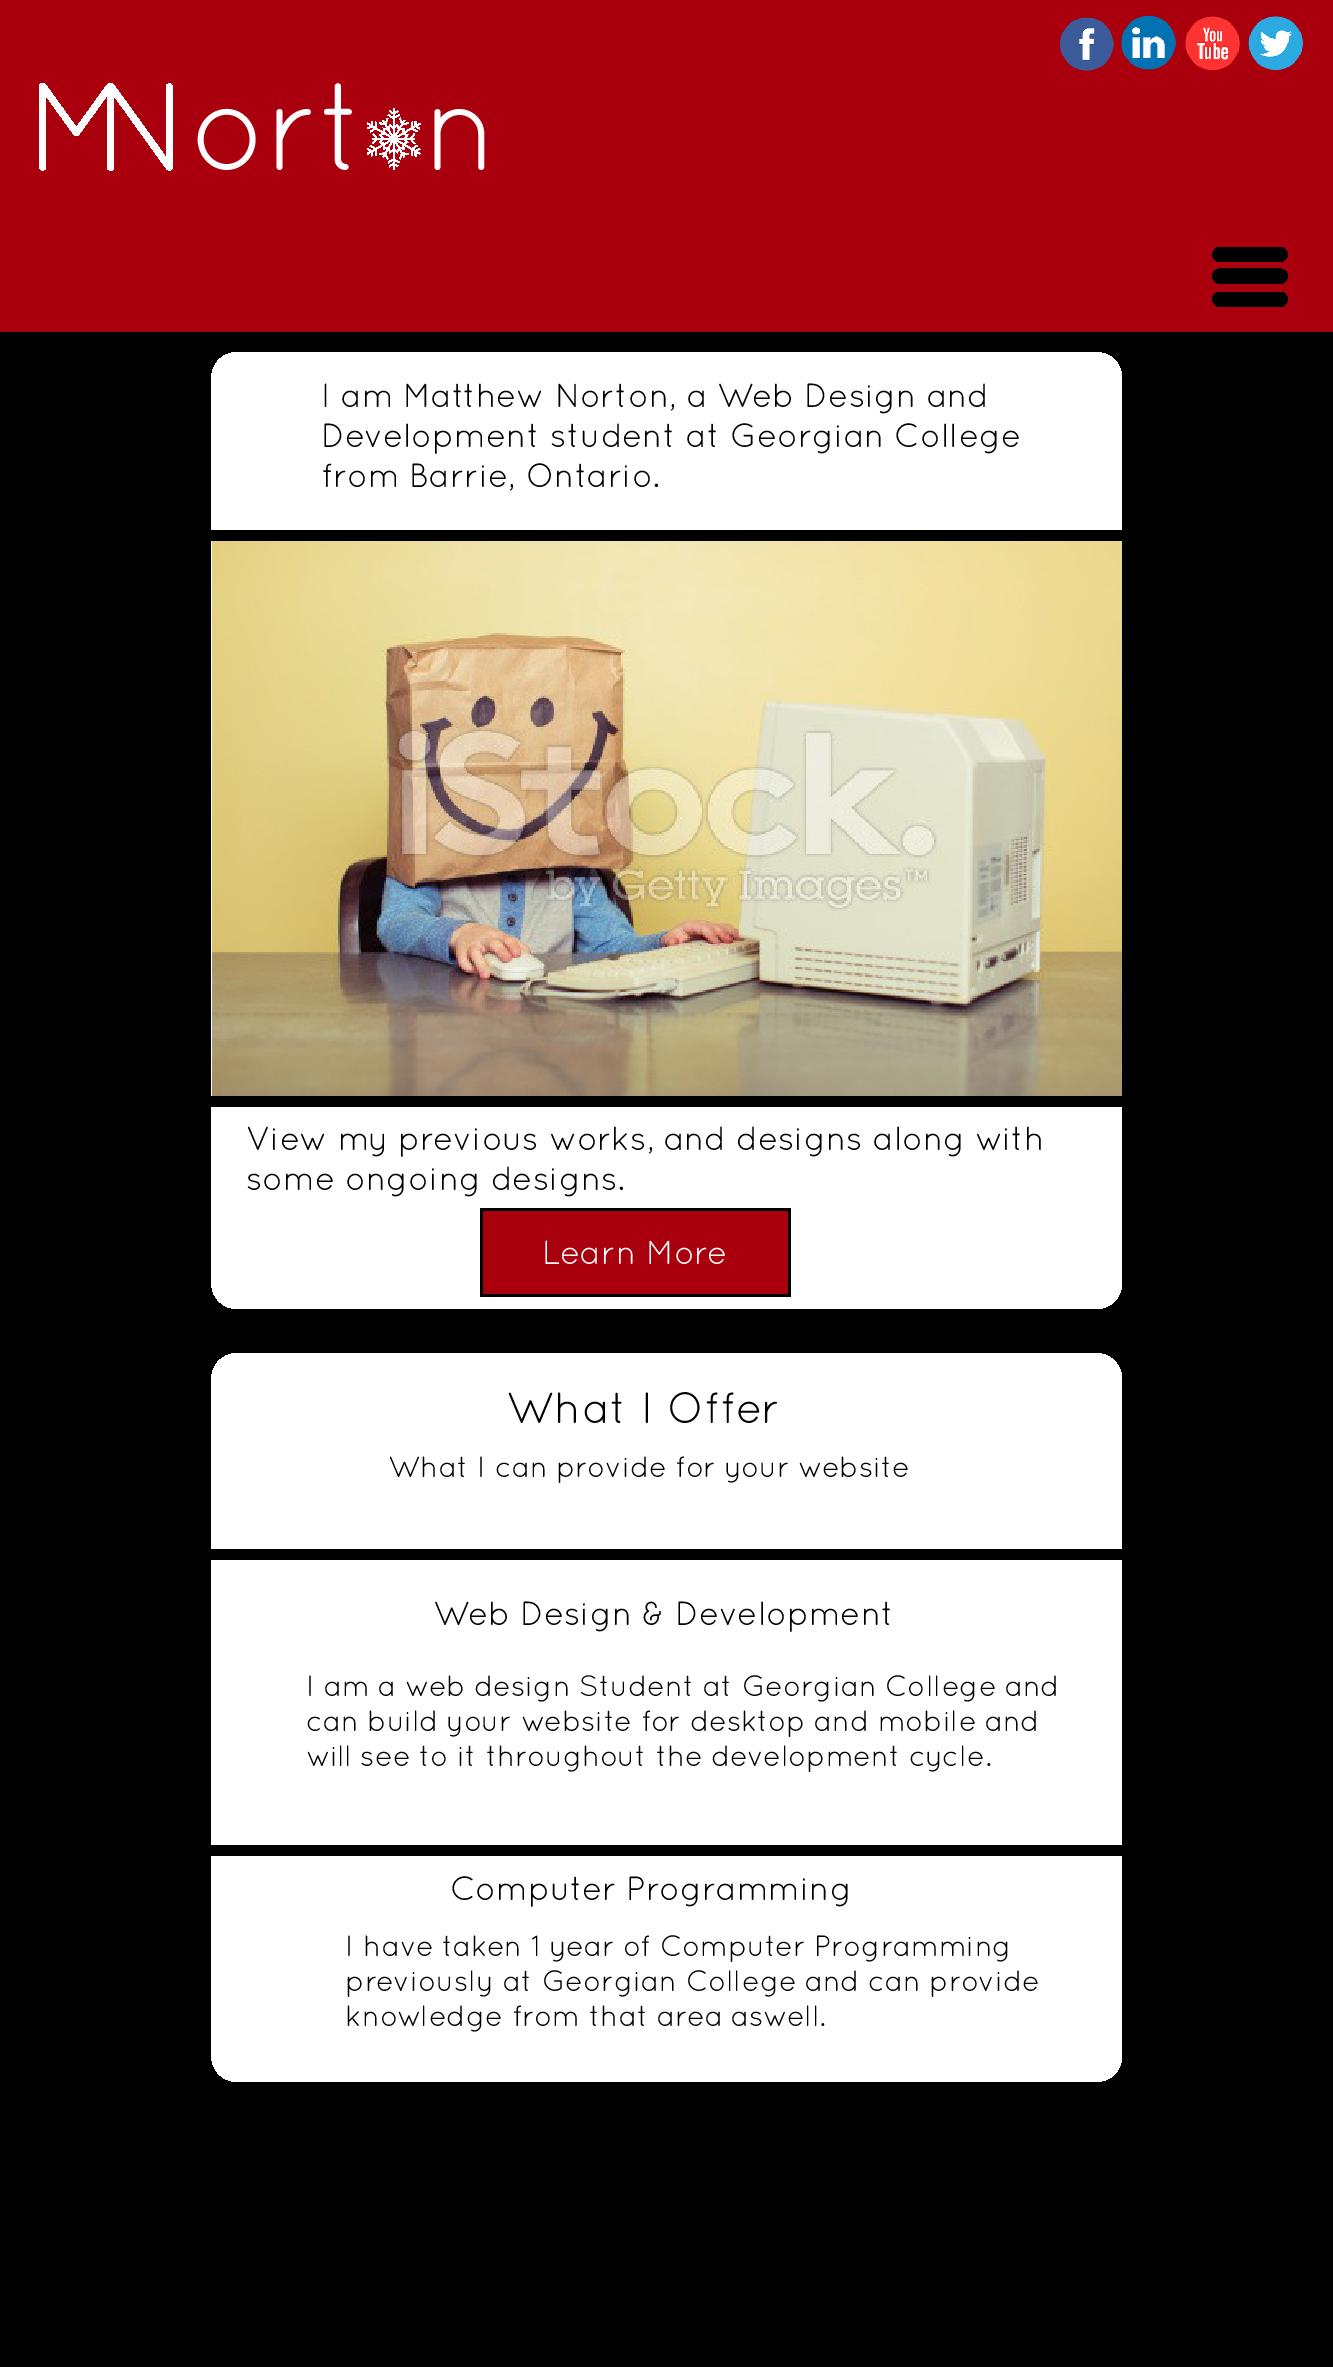 f in You Tube
MNort n
I am Matthew Norton, a Web Design and
Development student at Georgian College
from Barrie, Ontario.
iStock.
by Getty Images™
View my previous works, and designs along with
some ongoing designs.
Learn More
What I Offer
What I can provide for your website
Web Design & Development
I am a web design Student at Georgian College and
can build your website for desktop and mobile and
will see to it throughout the development cycle.
Computer Programming
I have taken 1 year of Computer Programming
previously at Georgian College and can provide
knowledge from that area aswell.